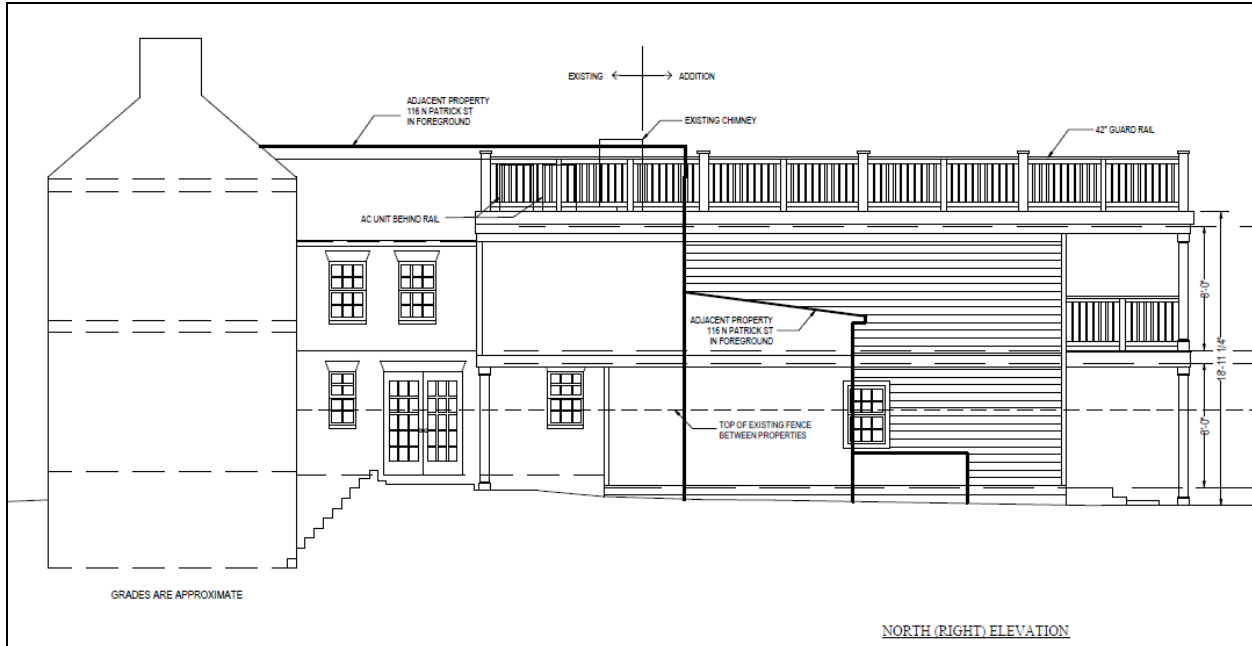 EXISTING
ADDITION
ADJACENT PROPERTY
116 N PATRICK ST
IN FOREGROUND
EXISTING CHIMNEY
42" GUARD RAIL
AC UNIT BEHIND RAIL
ADJACENT PROPERTY
116 N PATRICK ST
IN FOREGROUND
8'-0"
18'-11 1/4"
TOP OF EXISTING FENCE
BETWEEN PROPERTIES
8'-0"
GRADES ARE APPROXIMATE
NORTH (RIGHT) ELEVATION